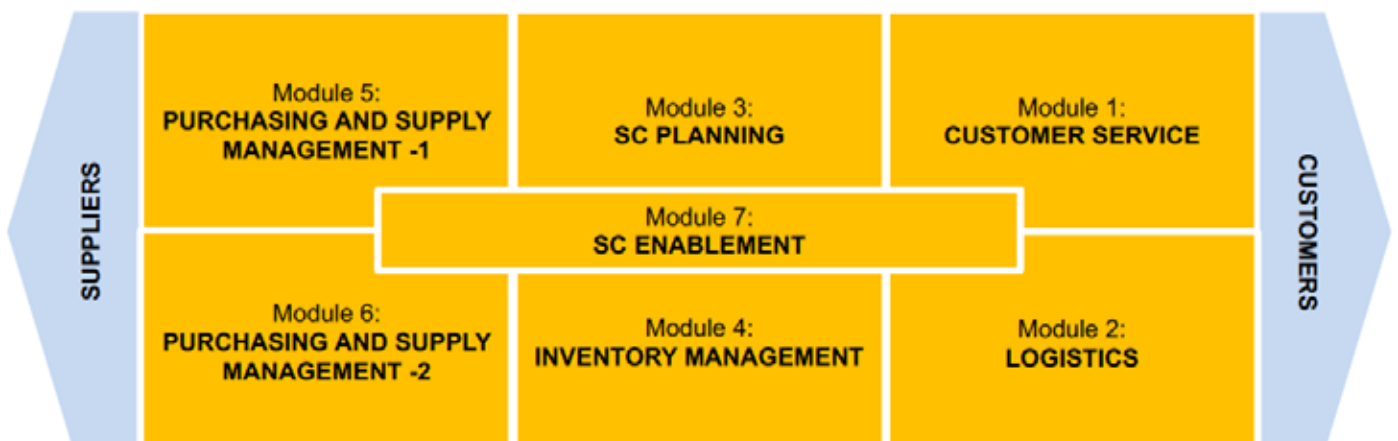 SUPPLIERS
Module 5:
PURCHASING AND SUPPLY
MANAGEMENT -1
Module 3:
SC PLANNING
Module 1:
CUSTOMER SERVICE
Module 7:
SC ENABLEMENT
Module 6:
PURCHASING AND SUPPLY
MANAGEMENT -2
Module 4:
INVENTORY MANAGEMENT
Module 2:
LOGISTICS
CUSTOMERS